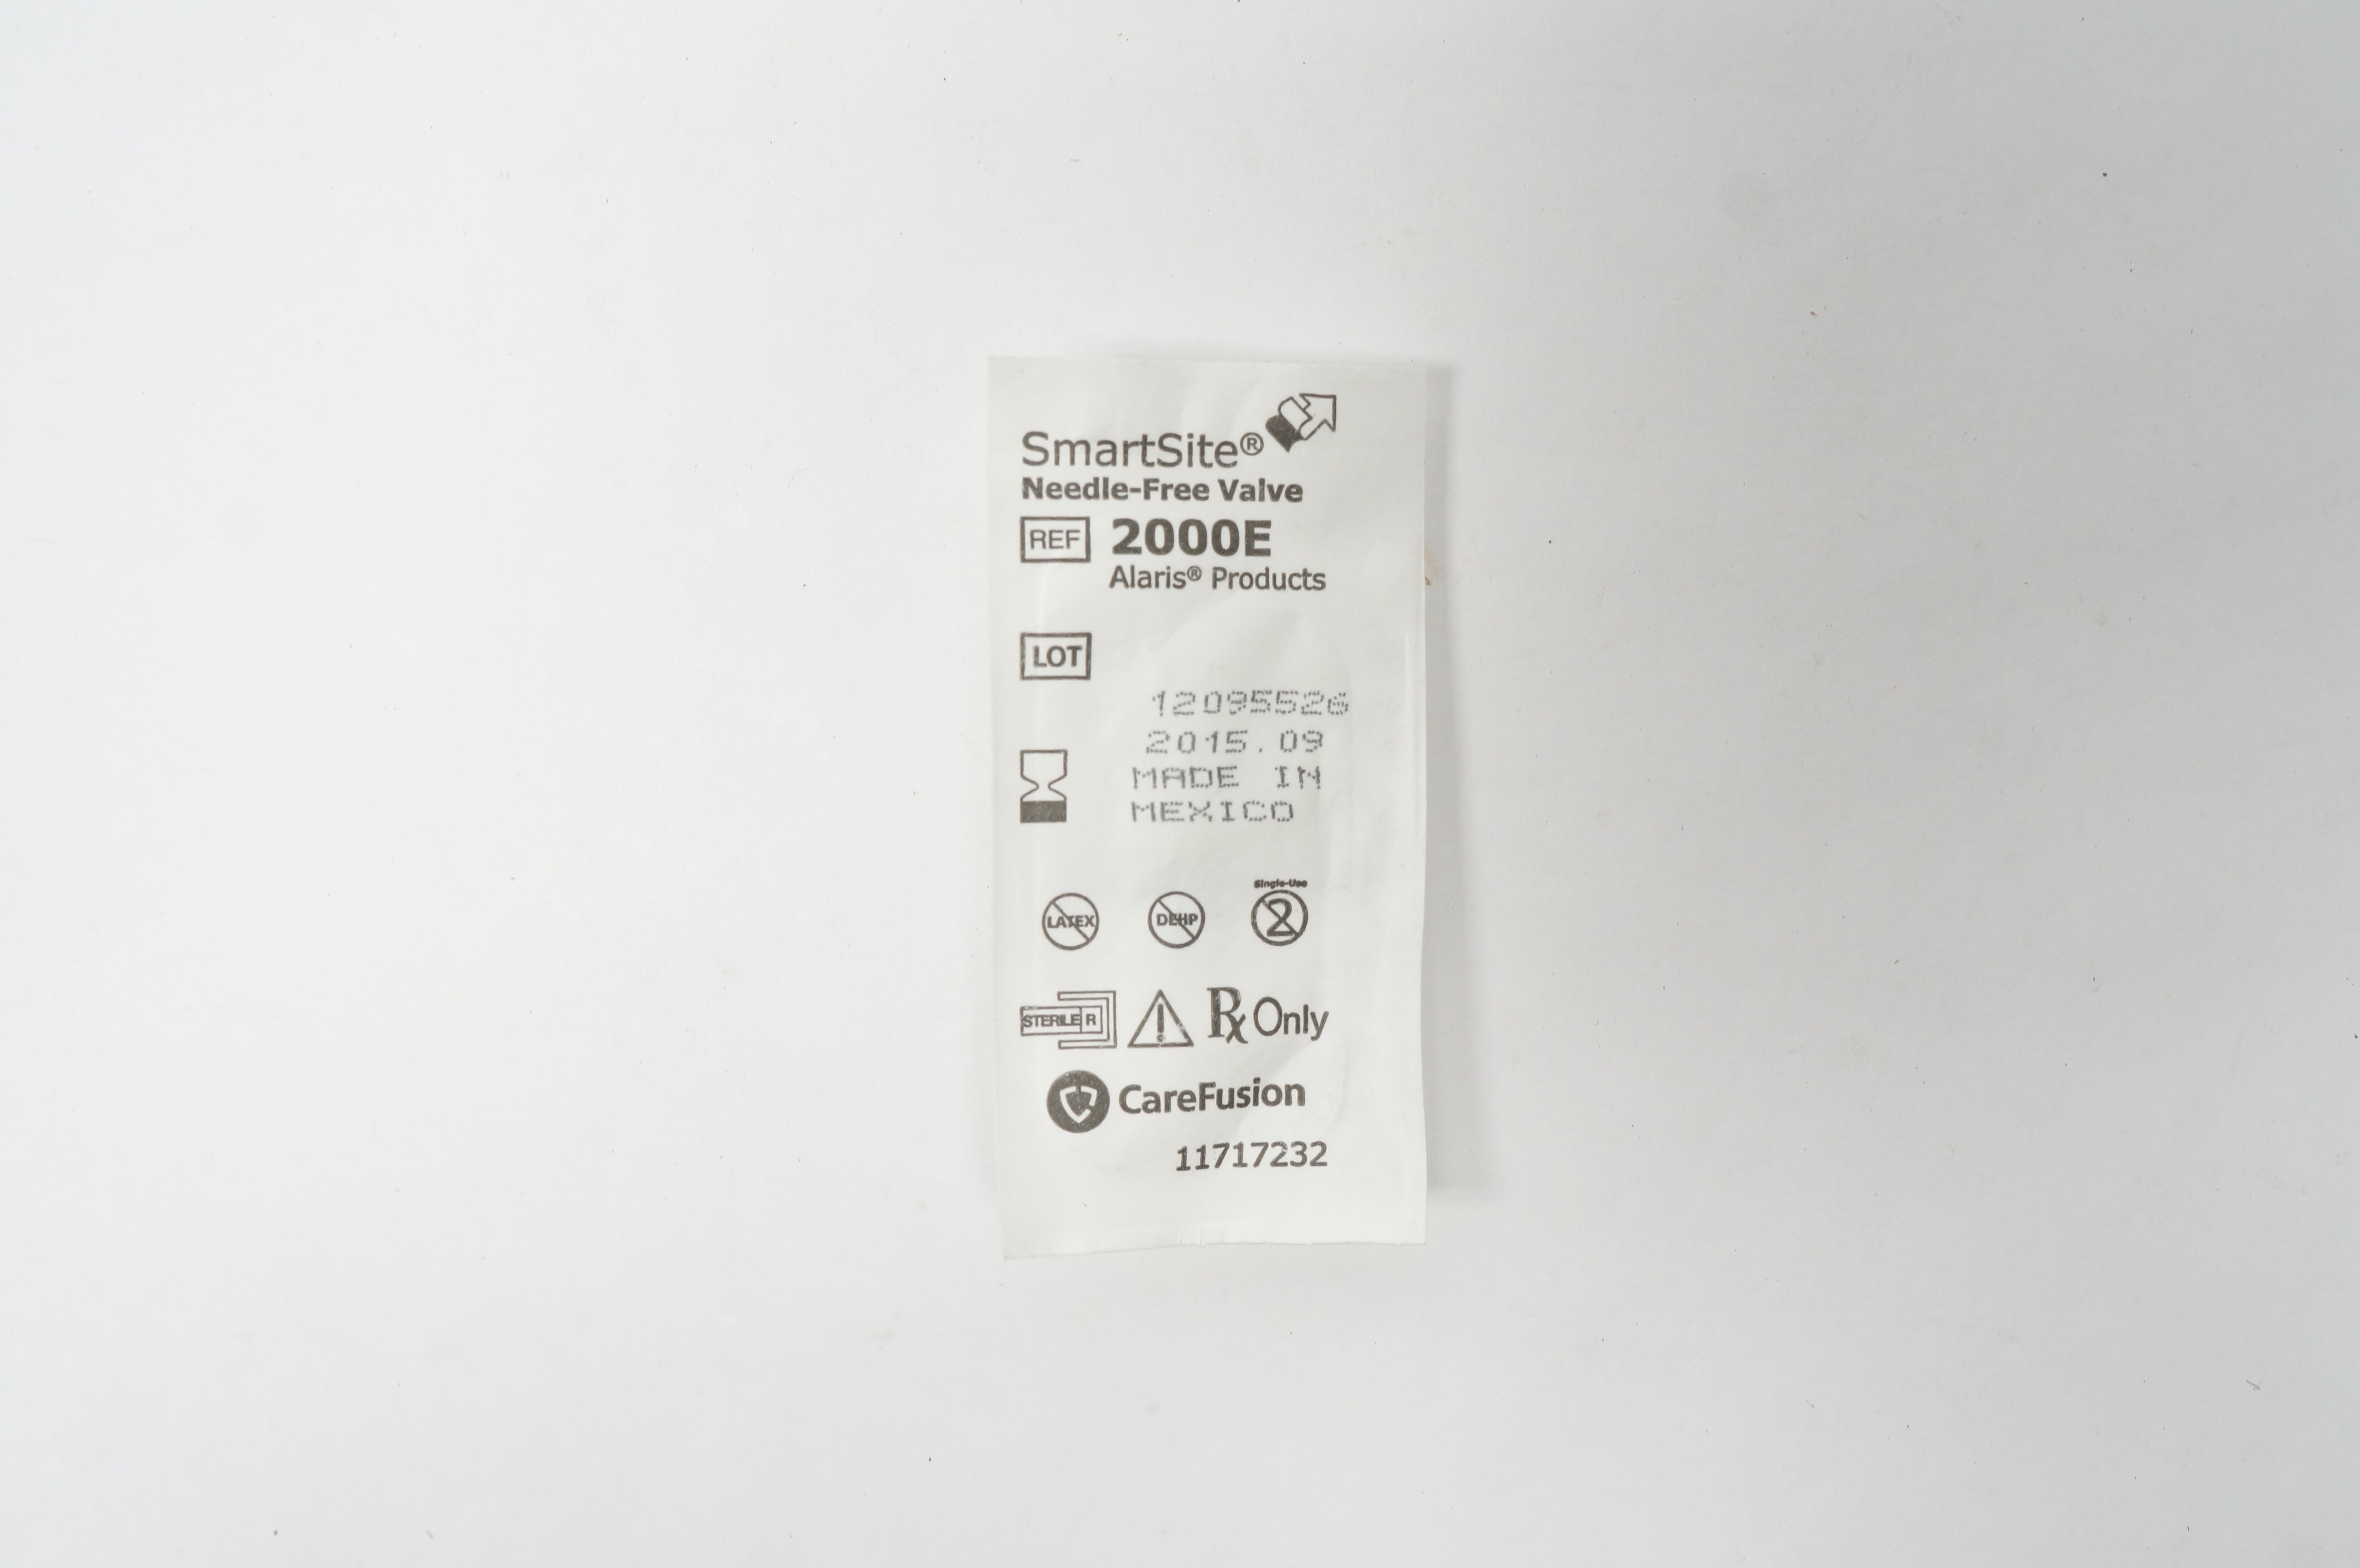 SmartSite®
Needle-Free Valve
REF 2000E
Alaris® Products
LOT
12095526
2015.09
MADE IN
MEXICO
Single-Use
LATEX DEHP 2
STERILE R ! Rx Only
CareFusion
11717232